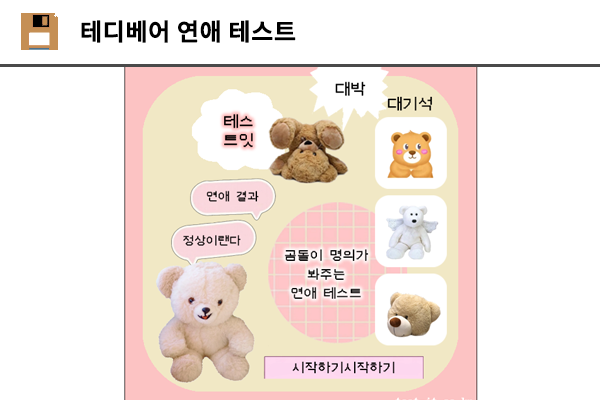 테디베어 연애 테스트
대박
대기석
테스
트잇
연애 결과
정상이랜다
곰돌이 명의가
봐주는
연애 테스트
시작하기시작하기